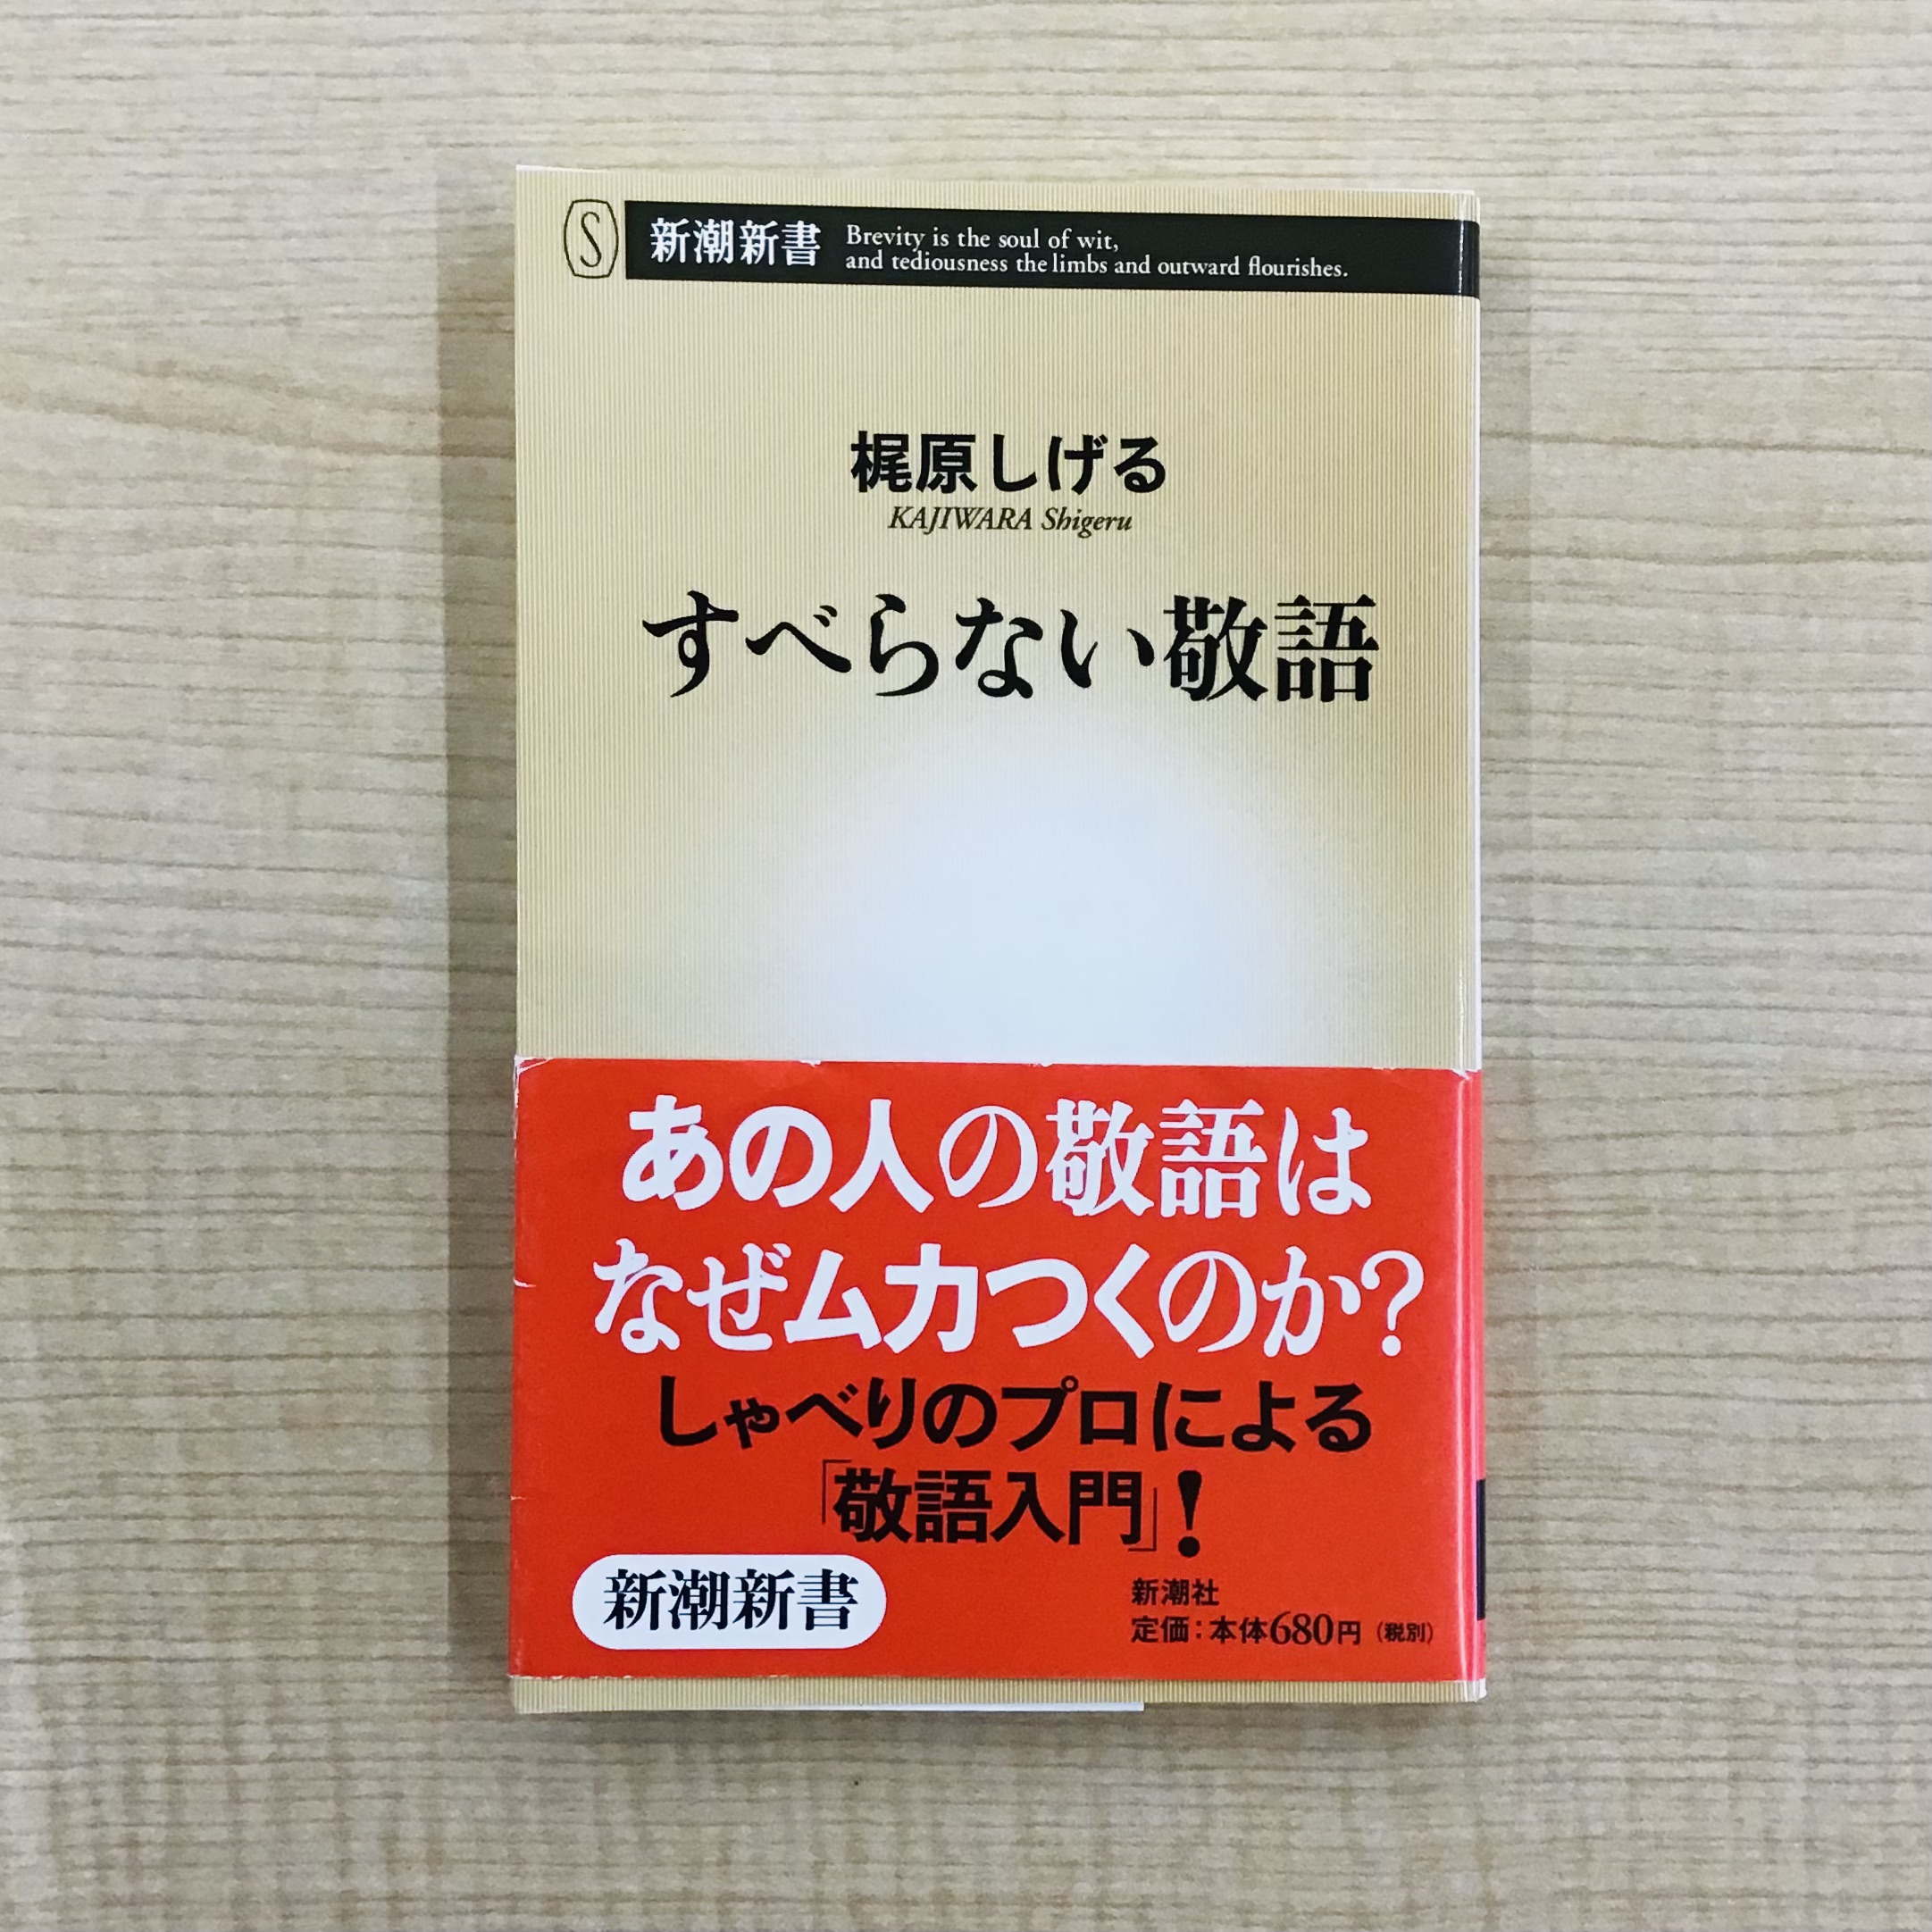 S
新潮新書
Brevity is the soul of wit,
and tediousness the limbs and outward flourishes.
梶原しげる
KAJIWARA Shigeru
すべらない敬語
あの人の敬語は
なぜムカつくのか?
しゃべりのプロによる
「敬語入門」!
新潮新書
新潮社
定価:本体680円(税別)